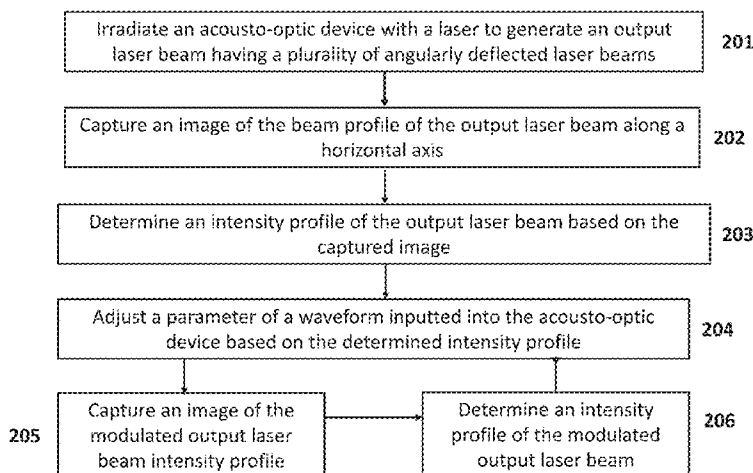 Irradiate an acousto-optic device with a laser to generate an output
laser beam having a plurality of angularly deflected laser beams
201
Capture an image of the beam profile of the output laser beam along a
horizontal axis
202
Determine an intensity profile of the output laser beam based on the
captured image
203
Adjust a parameter of a waveform inputted into the acousto-optic
device based on the determined intensity profile
204
205
Capture an image of the
modulated output laser
beam intensity profile
Determine an intensity
profile of the modulated
output laser beam
206